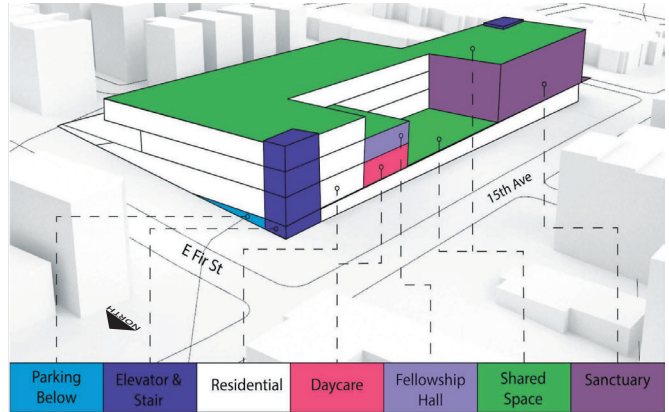 15th Ave
E Fir St
NORTH
Parking
Below
Elevator &
Stair
Residential
Daycare
Fellowship
Hall
Shared
Space
Sanctuary